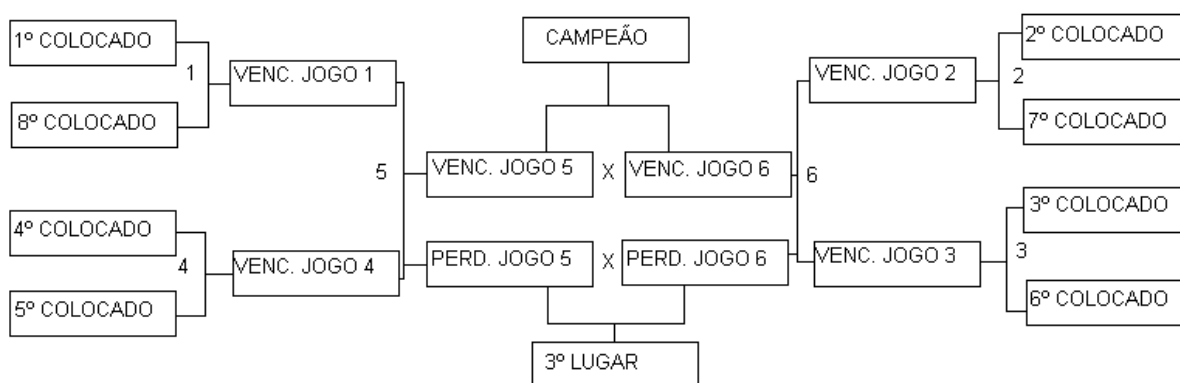 1º COLOCADO
CAMPEÃO
2º COLOCADO
1
VENC. JOGO 1
VENC. JOGO 2
2
8º COLOCADO
7º COLOCADO
5
VENC. JOGO 5
X
VENC. JOGO 6
6
4º COLOCADO
3º COLOCADO
4
VENC. JOGO 4
PERD. JOGO 5
X
PERD. JOGO 6
VENC. JOGO 3
3
5º COLOCADO
6º COLOCADO
3º LUGAR